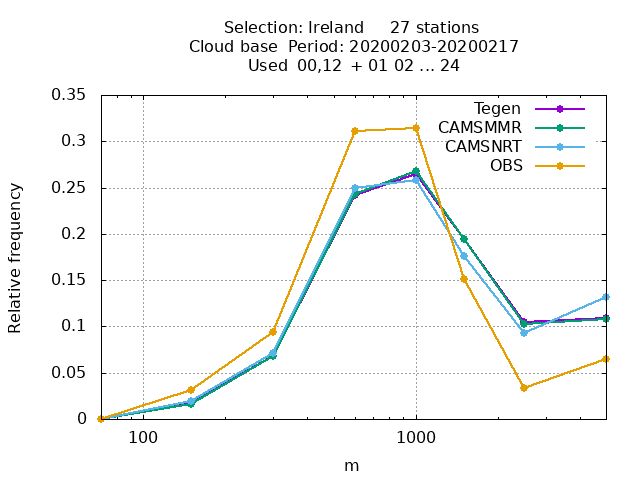 Selection: Ireland 27 stations
Cloud base Period: 20200203-20200217
Used 00,12 + 01 02 ... 24
Relative frequency
0.35
0.3
0.25
0.2
0.15
0.1
0.05
0
Tegen
CAMSMMR
CAMSNRT
OBS
100 1000
m